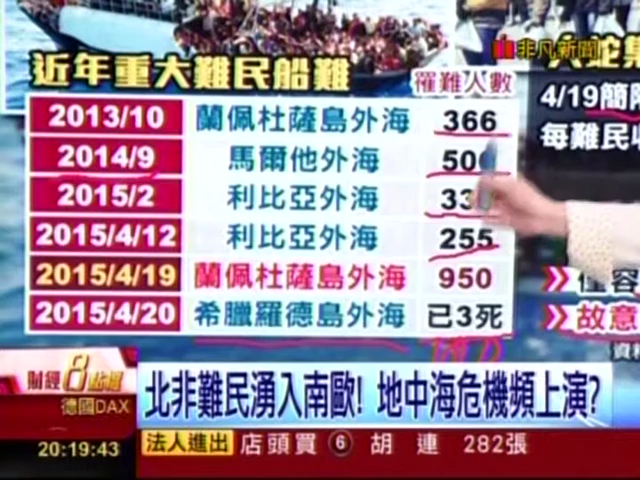 非凡新聞
近年重大難民船難
罹難人數
2013/10 蘭佩杜薩島外海 366
2014/9 馬爾他外海
2015/2 利比亞外海
2015/4/12 利比亞外海 255
2015/4/19 蘭佩杜薩島外海 950
2015/4/20 希臘羅德島外海 已3死
4/19
每難民
故意
財經8點檔
德國DAX
北非難民湧入南歐! 地中海危機頻上演?
20:19:43
法人進出 店頭買 6 胡連 282張